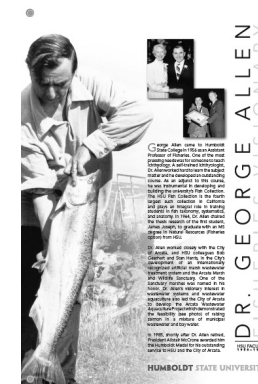 George Allen came to Humboldt
State College in 1956 as an Assistant
Professor of Fisheries. One of the most
pressing needs was for someone to teach
Ichthyology. A self-trained ichthyologist,
Dr. Allen worked hard to learn the subject
matter and he developed an outstanding
course. As an adjunct to this course,
he was instrumental in developing and
building the university's Fish Collection.
The HSU Fish Collection is the fourth
largest such collection in California
and plays an integral role in training
students in fish taxonomy, systematics,
and anatomy. In 1964, Dr. Allen chaired
the thesis research of the first student,
James Joseph, to graduate with an MS
degree in Natural Resources (Fisheries
option) from HSU.
Dr. Allen worked closely with the City
of Arcata, and HSU colleagues Bob
Gearheart and Stan Harris, in the City's
development of an internationally
recognized artificial marsh wastewater
treatment system and the Arcata Marsh
and Wildlife Sanctuary. One of the
sanctuary marshes was named in his
honor. Dr. Allen's visionary interest in
wastewater systems and wastewater
aquaculture also led the City of Arcata
to develop the Arcata Wastewater
Aquaculture Project which demonstrated
the feasibility (see photo) of raising
salmon in a mixture of municipal
wastewater and bay water.
In 1985, shortly after Dr. Allen retired,
President Alistair McCrone awarded him
the Humboldt Medal for his outstanding
service to HSU and the City of Arcata.
DR. GEORGE ALLEN
HSU FACU
HUMBOLDT STATE UNIVERSIT